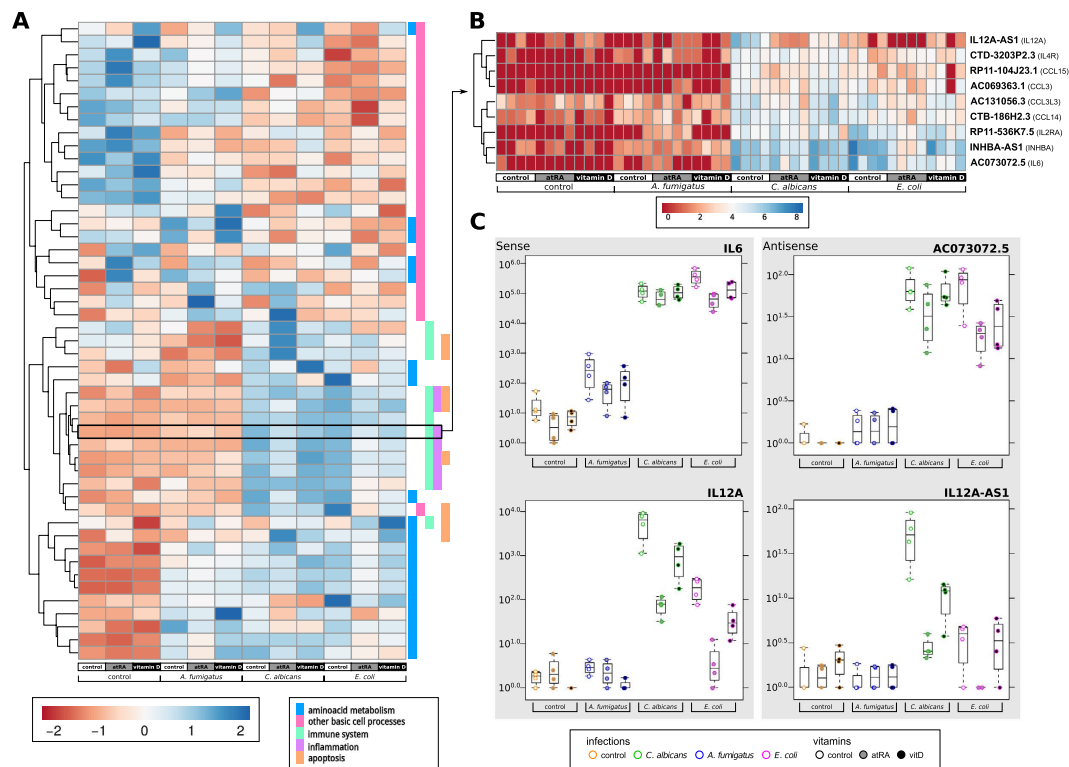 A
control atRA vitamin D control atRA vitamin D control atRA vitamin D control atRA vitamin D
control A. fumigatus C. albicans E. coli
−2 −1 0 1 2
aminoacid metabolism
other basic cell processes
immune system
inflammation
apoptosis
B
IL12A-AS1 (IL12A)
CTD-3203P2.3 (IL4R)
RP11-104J23.1 (CCL15)
AC069363.1 (CCL3)
AC131056.3 (CCL3L3)
CTB-186H2.3 (CCL14)
RP11-536K7.5 (IL2RA)
INHBA-AS1 (INHBA)
AC073072.5 (IL6)
control atRA vitamin D control atRA vitamin D control atRA vitamin D control atRA vitamin D
control A. fumigatus C. albicans E. coli
0 2 4 6 8
C
Sense IL6
10^6.0
10^5.0
10^4.0
10^3.0
10^2.0
10^1.0
10^0.0
control A. fumigatus C. albicans E. coli
Antisense AC073072.5
10^2.0
10^1.5
10^1.0
10^0.5
10^0.0
control A. fumigatus C. albicans E. coli
IL12A
10^4.0
10^3.0
10^2.0
10^1.0
10^0.0
control A. fumigatus C. albicans E. coli
IL12A-AS1
10^2.0
10^1.5
10^1.0
10^0.5
10^0.0
control A. fumigatus C. albicans E. coli
infections vitamins
control C. albicans A. fumigatus E. coli control atRA vitD